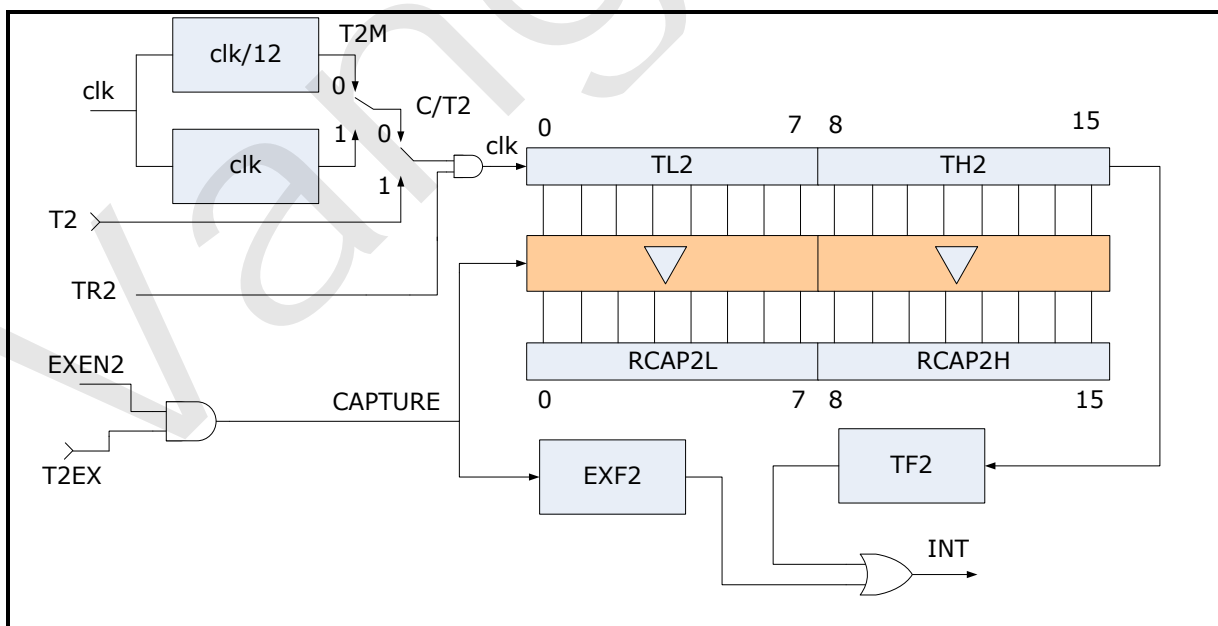 T2M
clk/12
clk
0
C/T2
1
0
clk
clk
1
T2
TR2
0
7
8
15
TL2
TH2
RCAP2L
RCAP2H
0
7
8
15
EXEN2
T2EX
CAPTURE
EXF2
TF2
INT